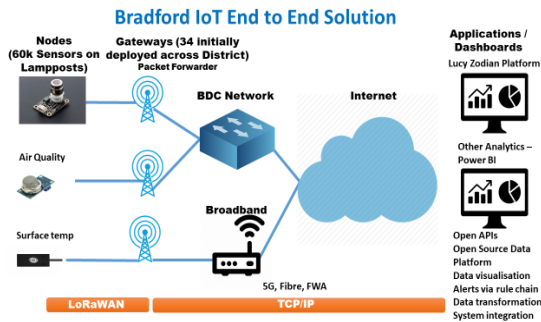 Bradford IoT End to End Solution
Nodes
(60k Sensors on
Lampposts)
Gateways (34 initially
deployed across District)
Packet Forwarder
BDC Network
Internet
Applications /
Dashboards
Lucy Zodian Platform
Air Quality
Other Analytics –
Power BI
Surface temp
Broadband
5G, Fibre, FWA
Open APIs
Open Source Data
Platform
Data visualisation
Alerts via rule chain
Data transformation
System integration
LoRaWAN
TCP/IP